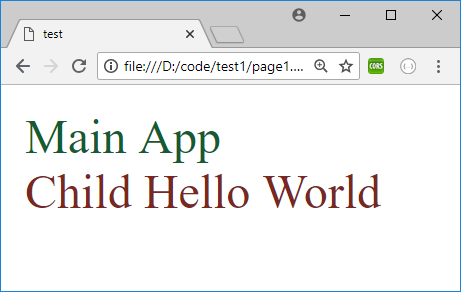 test
file:///D:/code/test1/page1....
CORS
Main App
Child Hello World